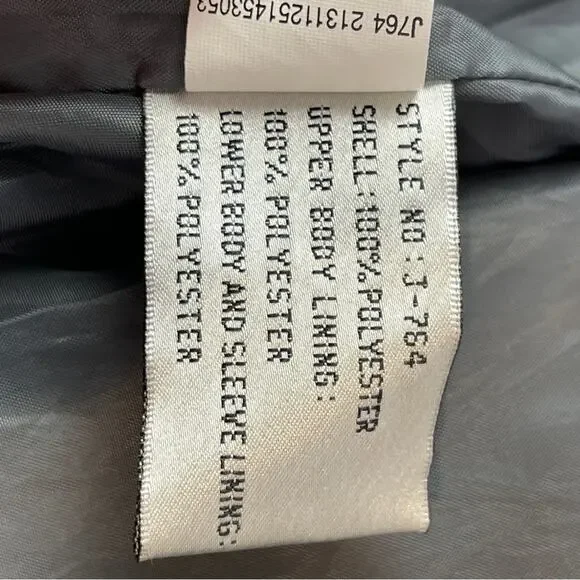 J764 21311251453053
STYLE NO:J-764
SHELL:100% POLYESTER
UPPER BODY LINING:
100% POLYESTER
LOWER BODY AND SLEEVE LINING:
100% POLYESTER